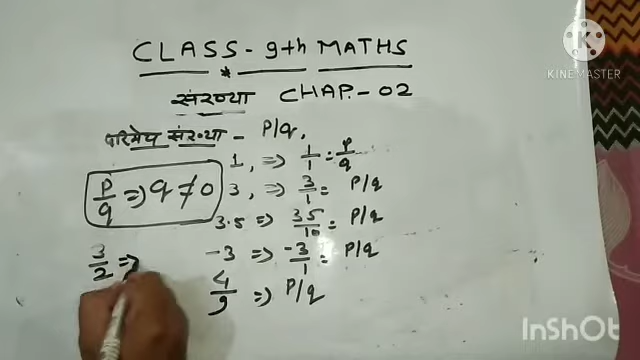 CLASS - 9th MATHS
*
संख्या CHAP. - 02
परिमेय संख्या - P/q,
1, => 1/1 = P/q
P/q => q ≠ 0
3, => 3/1 = P/q
3.5 => 35/10 = P/q
-3 => -3/1 = P/q
3/2 =>
4/9 => P/q
KINEMASTER
InShOt